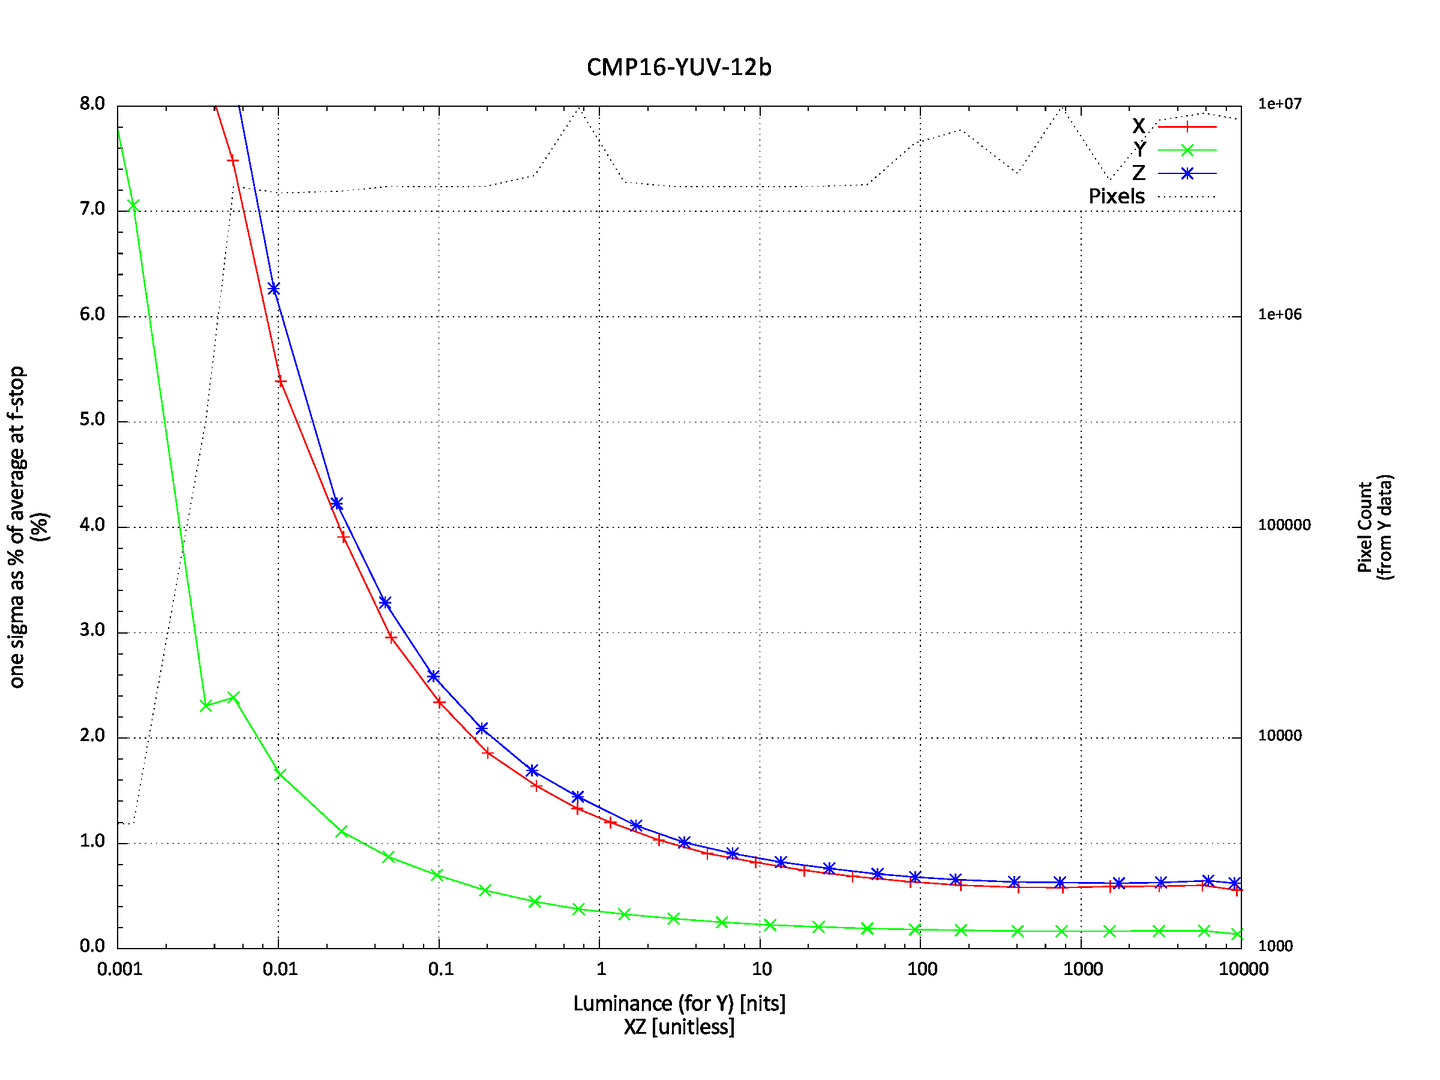 CMP16-YUV-12b
8.0
7.0
6.0
5.0
4.0
3.0
2.0
1.0
0.0
one sigma as % of average at f-stop
(%)
0.001
0.01
0.1
1
10
100
1000
10000
Luminance (for Y) [nits]
XZ [unitless]
1e+07
1e+06
100000
10000
1000
Pixel Count
(from Y data)
X
Y
Z
Pixels